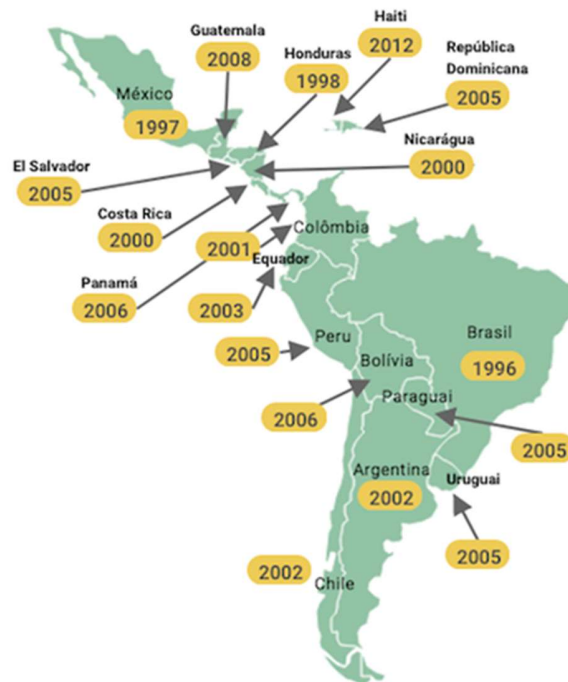 Guatemala
2008
Honduras
1998
Haiti
2012
República
Dominicana
2005
México
1997
Nicarágua
2000
El Salvador
2005
Costa Rica
2000
2001
Colômbia
Panamá
2006
Equador
2003
Peru
2005
Bolívia
2006
Brasil
1996
Paraguai
2005
Argentina
2002
Uruguai
2005
2002
Chile